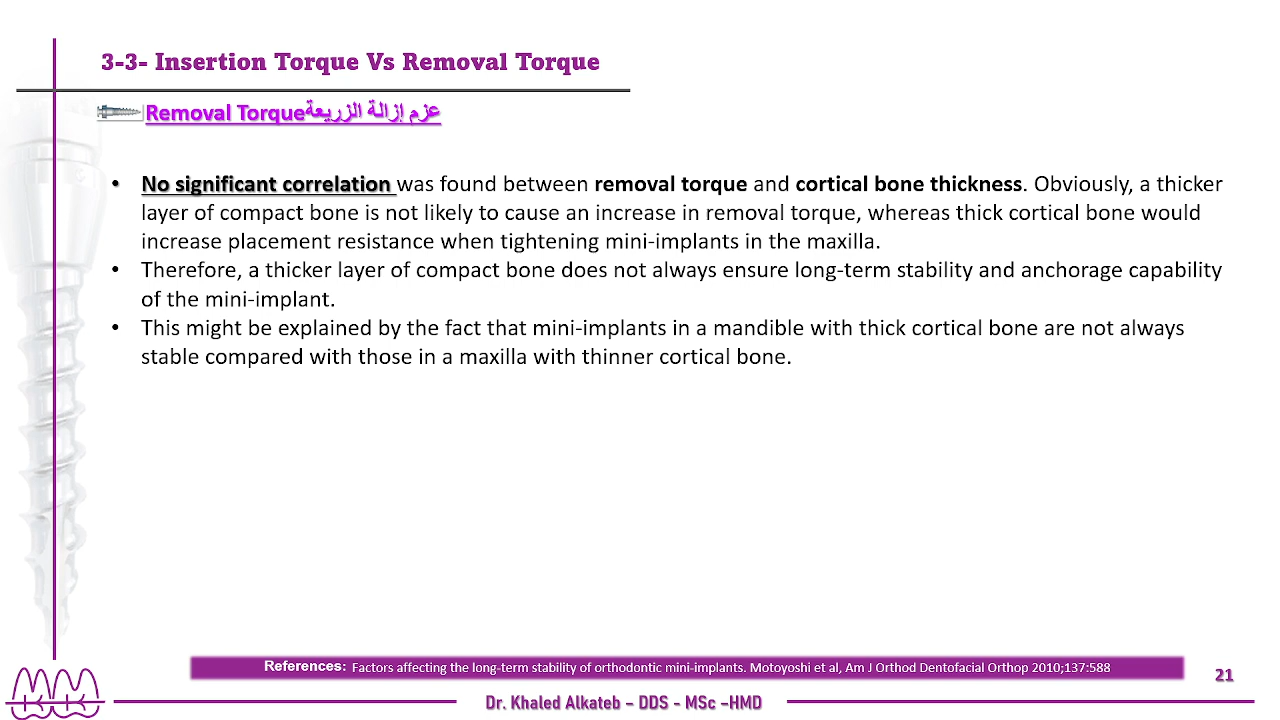 3-3- Insertion Torque Vs Removal Torque
Removal Torque عزم إزالة الزريعة
• No significant correlation was found between removal torque and cortical bone thickness. Obviously, a thicker
layer of compact bone is not likely to cause an increase in removal torque, whereas thick cortical bone would
increase placement resistance when tightening mini-implants in the maxilla.
• Therefore, a thicker layer of compact bone does not always ensure long-term stability and anchorage capability
of the mini-implant.
• This might be explained by the fact that mini-implants in a mandible with thick cortical bone are not always
stable compared with those in a maxilla with thinner cortical bone.
References: Factors affecting the long-term stability of orthodontic mini-implants. Motoyoshi et al, Am J Orthod Dentofacial Orthop 2010;137:588
21
Dr. Khaled Alkateb – DDS - MSc –HMD